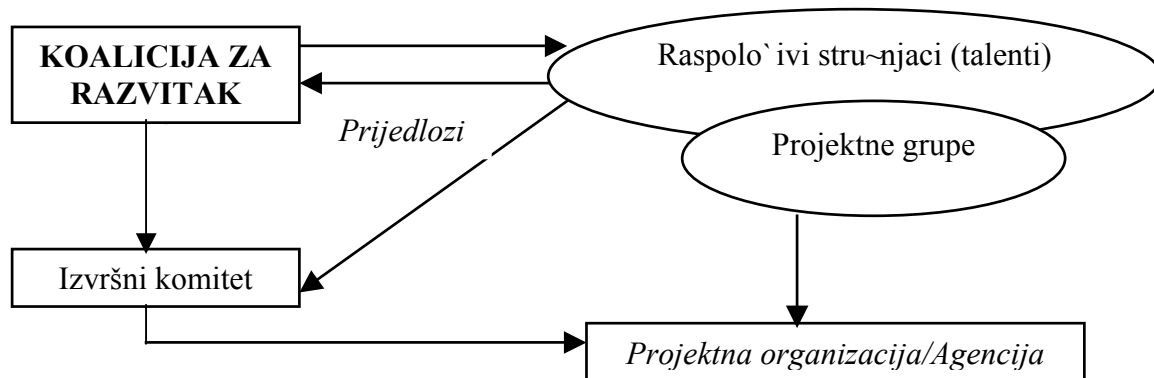 KOALICIJA ZA
RAZVITAK
Raspolo` ivi stru~njaci (talenti)
Prijedlozi
Projektne grupe
Izvršni komitet
Projektna organizacija/Agencija